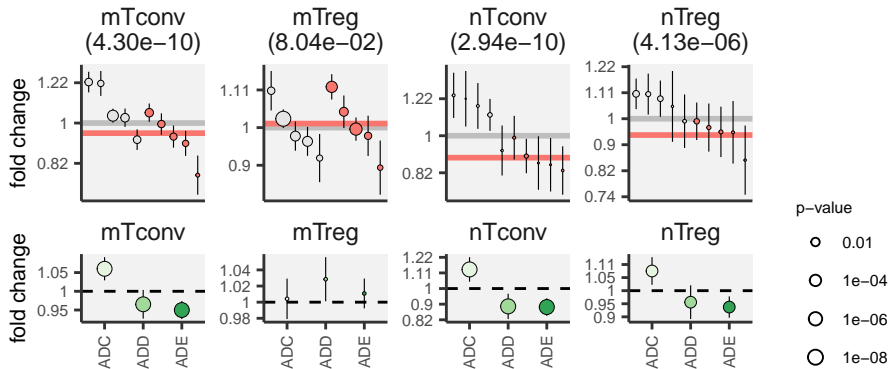 mTconv
(4.30e−10)
mTreg
(8.04e−02)
nTconv
(2.94e−10)
nTreg
(4.13e−06)
fold change
1.22
1
0.82
1.11
1
0.9
1.22
1
0.82
1.22
1.11
1
0.9
0.82
0.74
mTconv
mTreg
nTconv
nTreg
fold change
1.05
1
0.95
1.04
1.02
1
0.98
1.22
1.11
1
0.9
0.82
1.11
1.05
1
0.95
0.9
ADC
ADD
ADE
ADC
ADD
ADE
ADC
ADD
ADE
ADC
ADD
ADE
p−value
0.01
1e−04
1e−06
1e−08